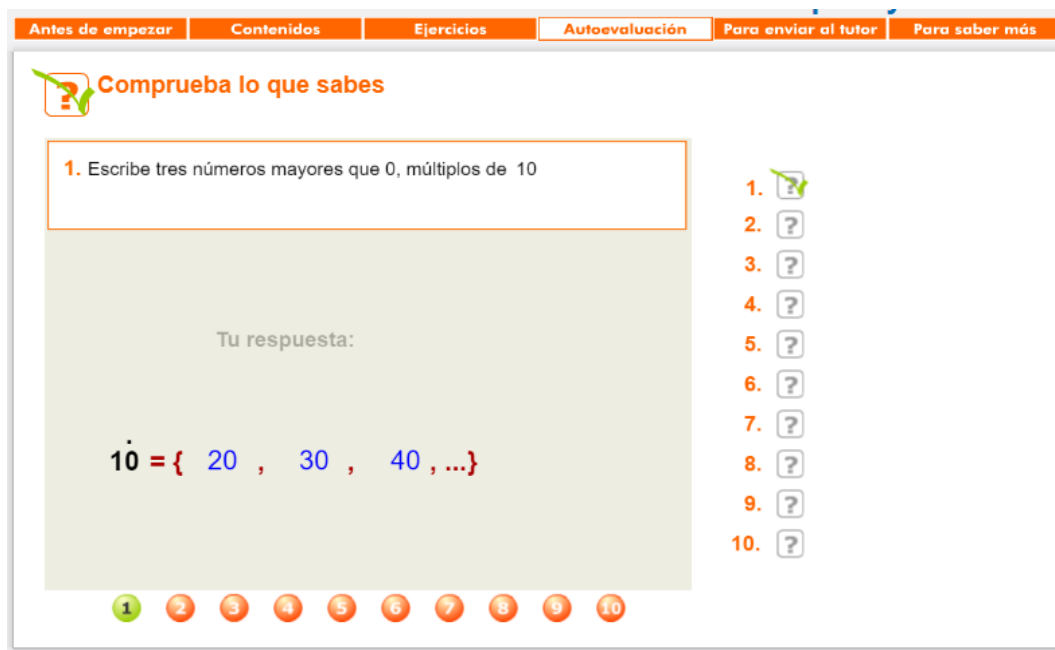 Antes de empezar Contenidos Ejercicios Autoevaluación Para enviar al tutor Para saber más
? Comprueba lo que sabes
1. Escribe tres números mayores que 0, múltiplos de 10
Tu respuesta:
10̇ = { 20 , 30 , 40 , ...}
1 2 3 4 5 6 7 8 9 10
1. ?
2. ?
3. ?
4. ?
5. ?
6. ?
7. ?
8. ?
9. ?
10. ?